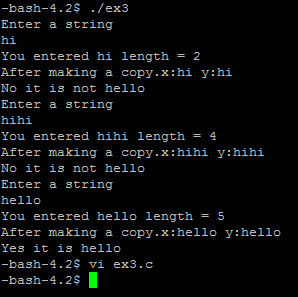 -bash-4.2$ ./ex3
Enter a string
hi
You entered hi length = 2
After making a copy.x:hi y:hi
No it is not hello
Enter a string
hihi
You entered hihi length = 4
After making a copy.x:hihi y:hihi
No it is not hello
Enter a string
hello
You entered hello length = 5
After making a copy.x:hello y:hello
Yes it is hello
-bash-4.2$ vi ex3.c
-bash-4.2$